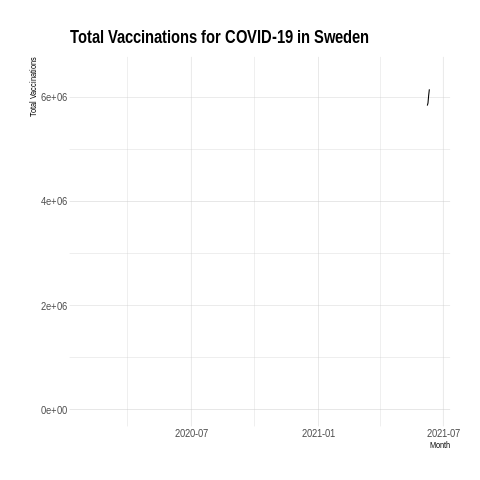 Total Vaccinations for COVID-19 in Sweden
Total Vaccinations
6e+06
4e+06
2e+06
0e+00
2020-07
2021-01
2021-07
Month